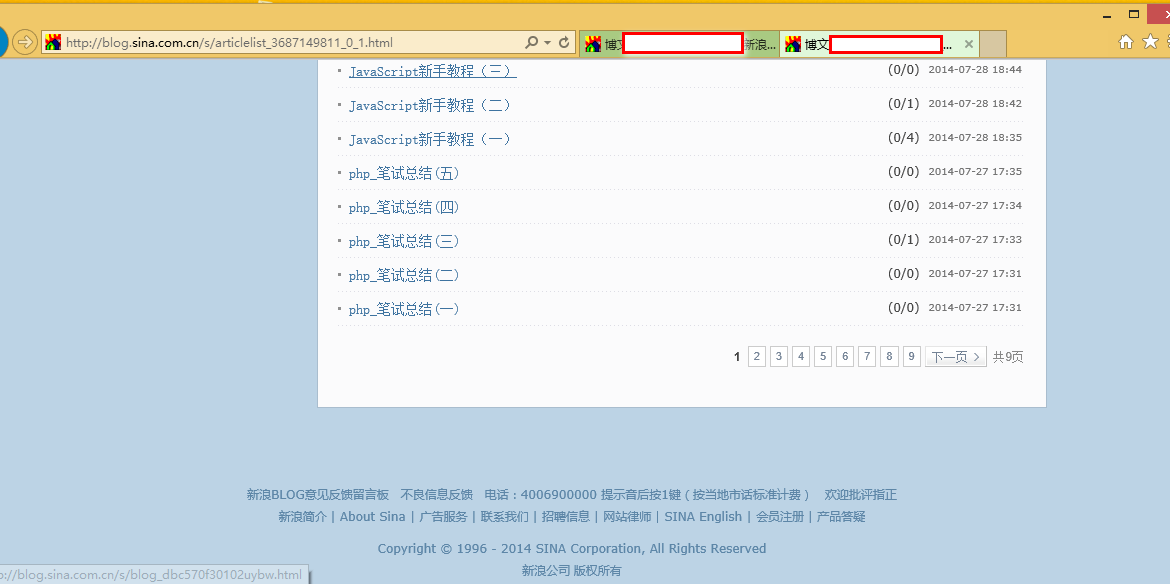 http://blog.sina.com.cn/s/articlelist_3687149811_0_1.html
博文 新浪...
博文 ...
JavaScript新手教程（三） (0/0) 2014-07-28 18:44
JavaScript新手教程（二） (0/1) 2014-07-28 18:42
JavaScript新手教程（一） (0/4) 2014-07-28 18:35
php_笔试总结(五) (0/0) 2014-07-27 17:35
php_笔试总结(四) (0/0) 2014-07-27 17:34
php_笔试总结(三) (0/1) 2014-07-27 17:33
php_笔试总结(二) (0/0) 2014-07-27 17:31
php_笔试总结(一) (0/0) 2014-07-27 17:31
1 2 3 4 5 6 7 8 9 下一页 > 共9页
新浪BLOG意见反馈留言板 不良信息反馈 电话：4006900000 提示音后按1键（按当地市话标准计费） 欢迎批评指正
新浪简介 | About Sina | 广告服务 | 联系我们 | 招聘信息 | 网站律师 | SINA English | 会员注册 | 产品答疑
Copyright © 1996 - 2014 SINA Corporation, All Rights Reserved
新浪公司 版权所有
p://blog.sina.com.cn/s/blog_dbc570f30102uybw.html